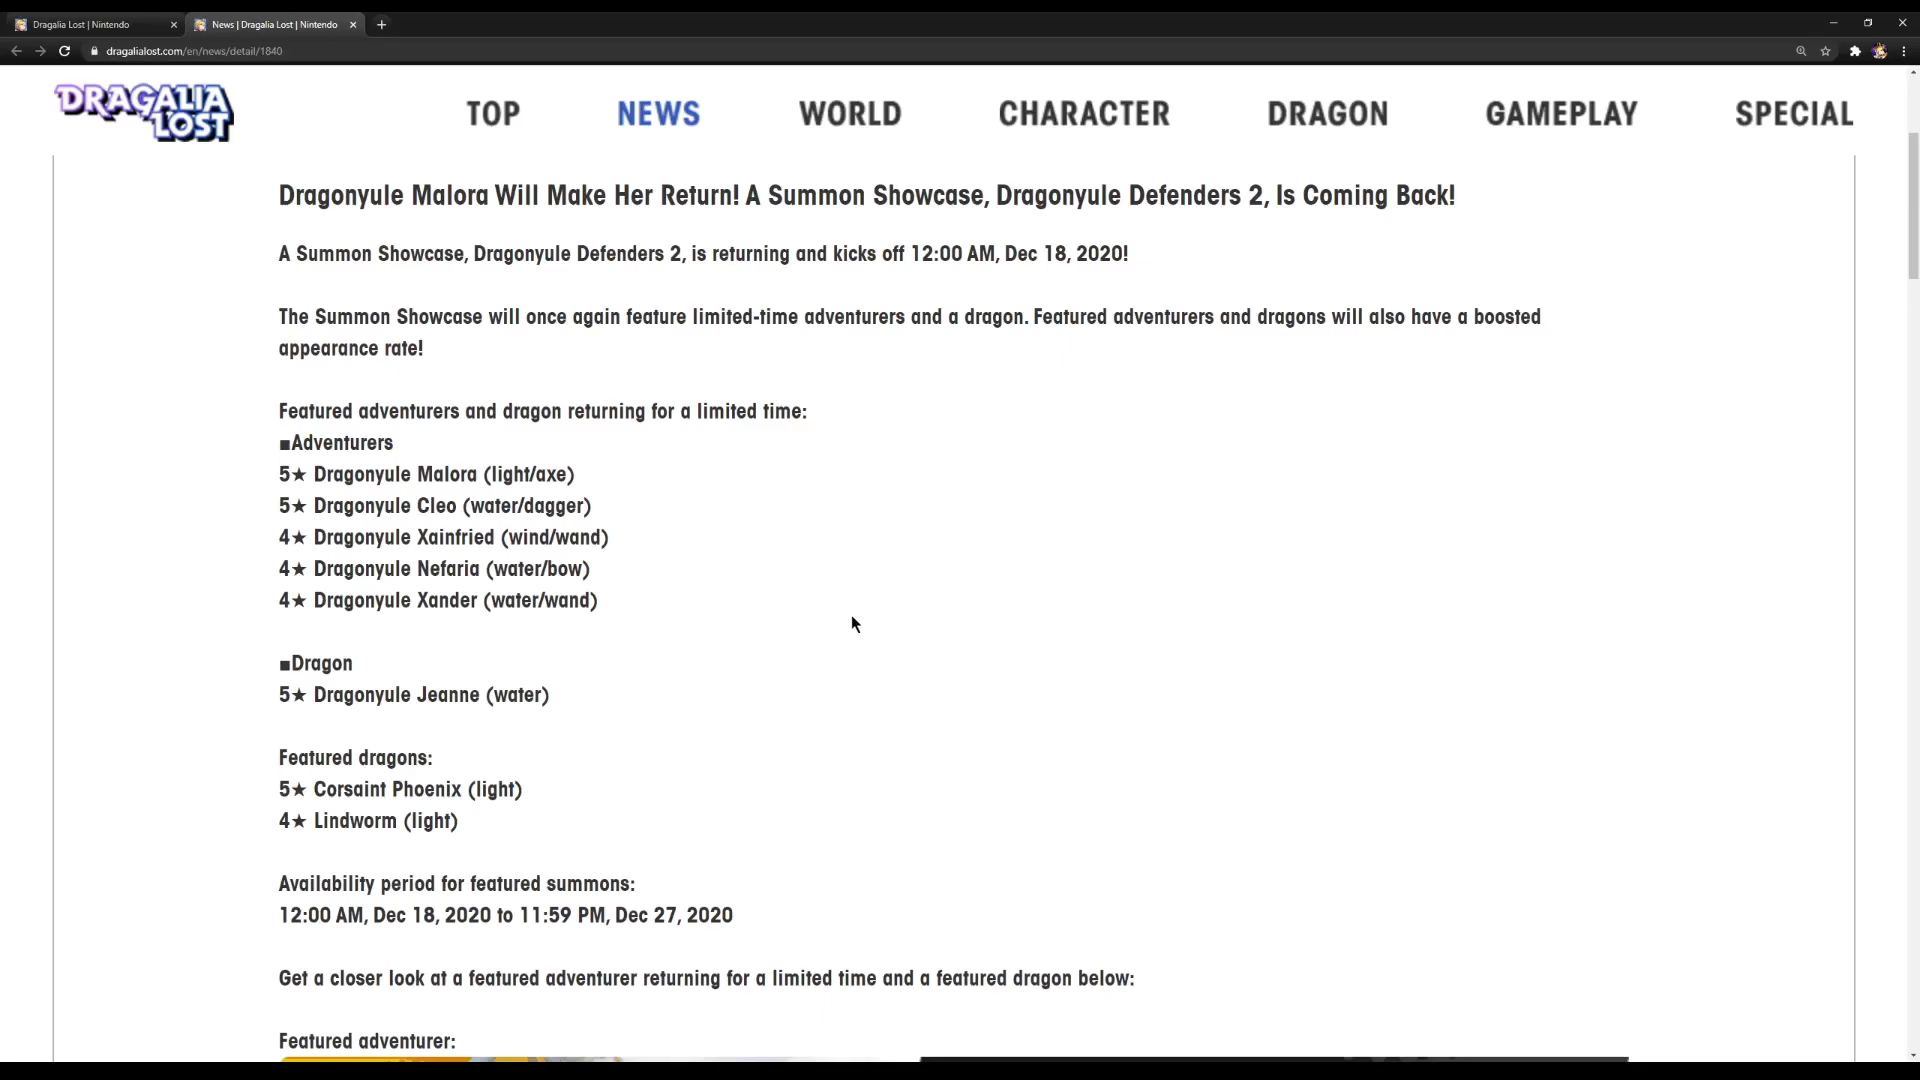 Dragalia Lost | Nintendo
News | Dragalia Lost | Nintendo
dragalialost.com/en/news/detail/1840
DRAGALIA LOST
TOP NEWS WORLD CHARACTER DRAGON GAMEPLAY SPECIAL
Dragonyule Malora Will Make Her Return! A Summon Showcase, Dragonyule Defenders 2, Is Coming Back!
A Summon Showcase, Dragonyule Defenders 2, is returning and kicks off 12:00 AM, Dec 18, 2020!
The Summon Showcase will once again feature limited-time adventurers and a dragon. Featured adventurers and dragons will also have a boosted
appearance rate!
Featured adventurers and dragon returning for a limited time:
■Adventurers
5★ Dragonyule Malora (light/axe)
5★ Dragonyule Cleo (water/dagger)
4★ Dragonyule Xainfried (wind/wand)
4★ Dragonyule Nefaria (water/bow)
4★ Dragonyule Xander (water/wand)
■Dragon
5★ Dragonyule Jeanne (water)
Featured dragons:
5★ Corsaint Phoenix (light)
4★ Lindworm (light)
Availability period for featured summons:
12:00 AM, Dec 18, 2020 to 11:59 PM, Dec 27, 2020
Get a closer look at a featured adventurer returning for a limited time and a featured dragon below:
Featured adventurer: